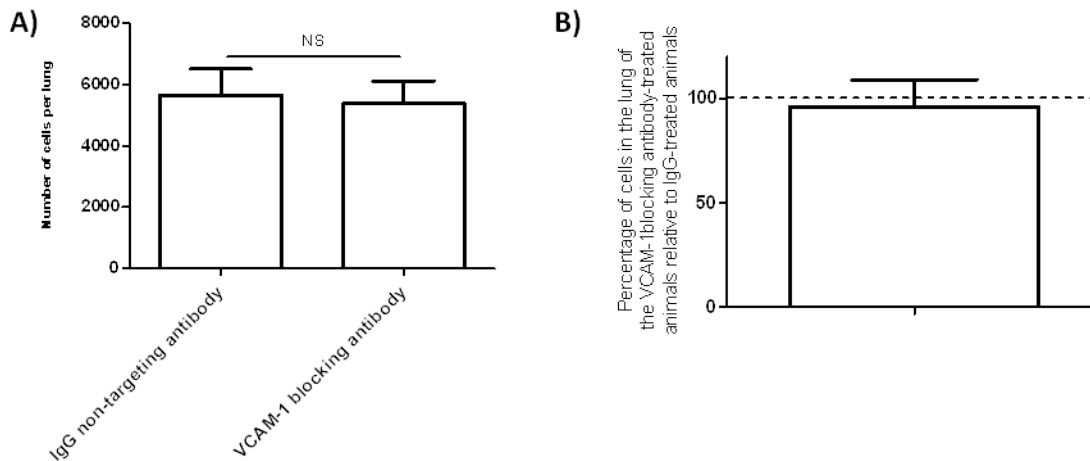 A)
Number of cells per lung
8000
6000
4000
2000
0
NS
IgG non-targeting antibody
VCAM-1 blocking antibody
B)
Percentage of cells in the lung of
the VCAM-1blocking antibody-treated
animals relative to IgG-treated animals
100
50
0